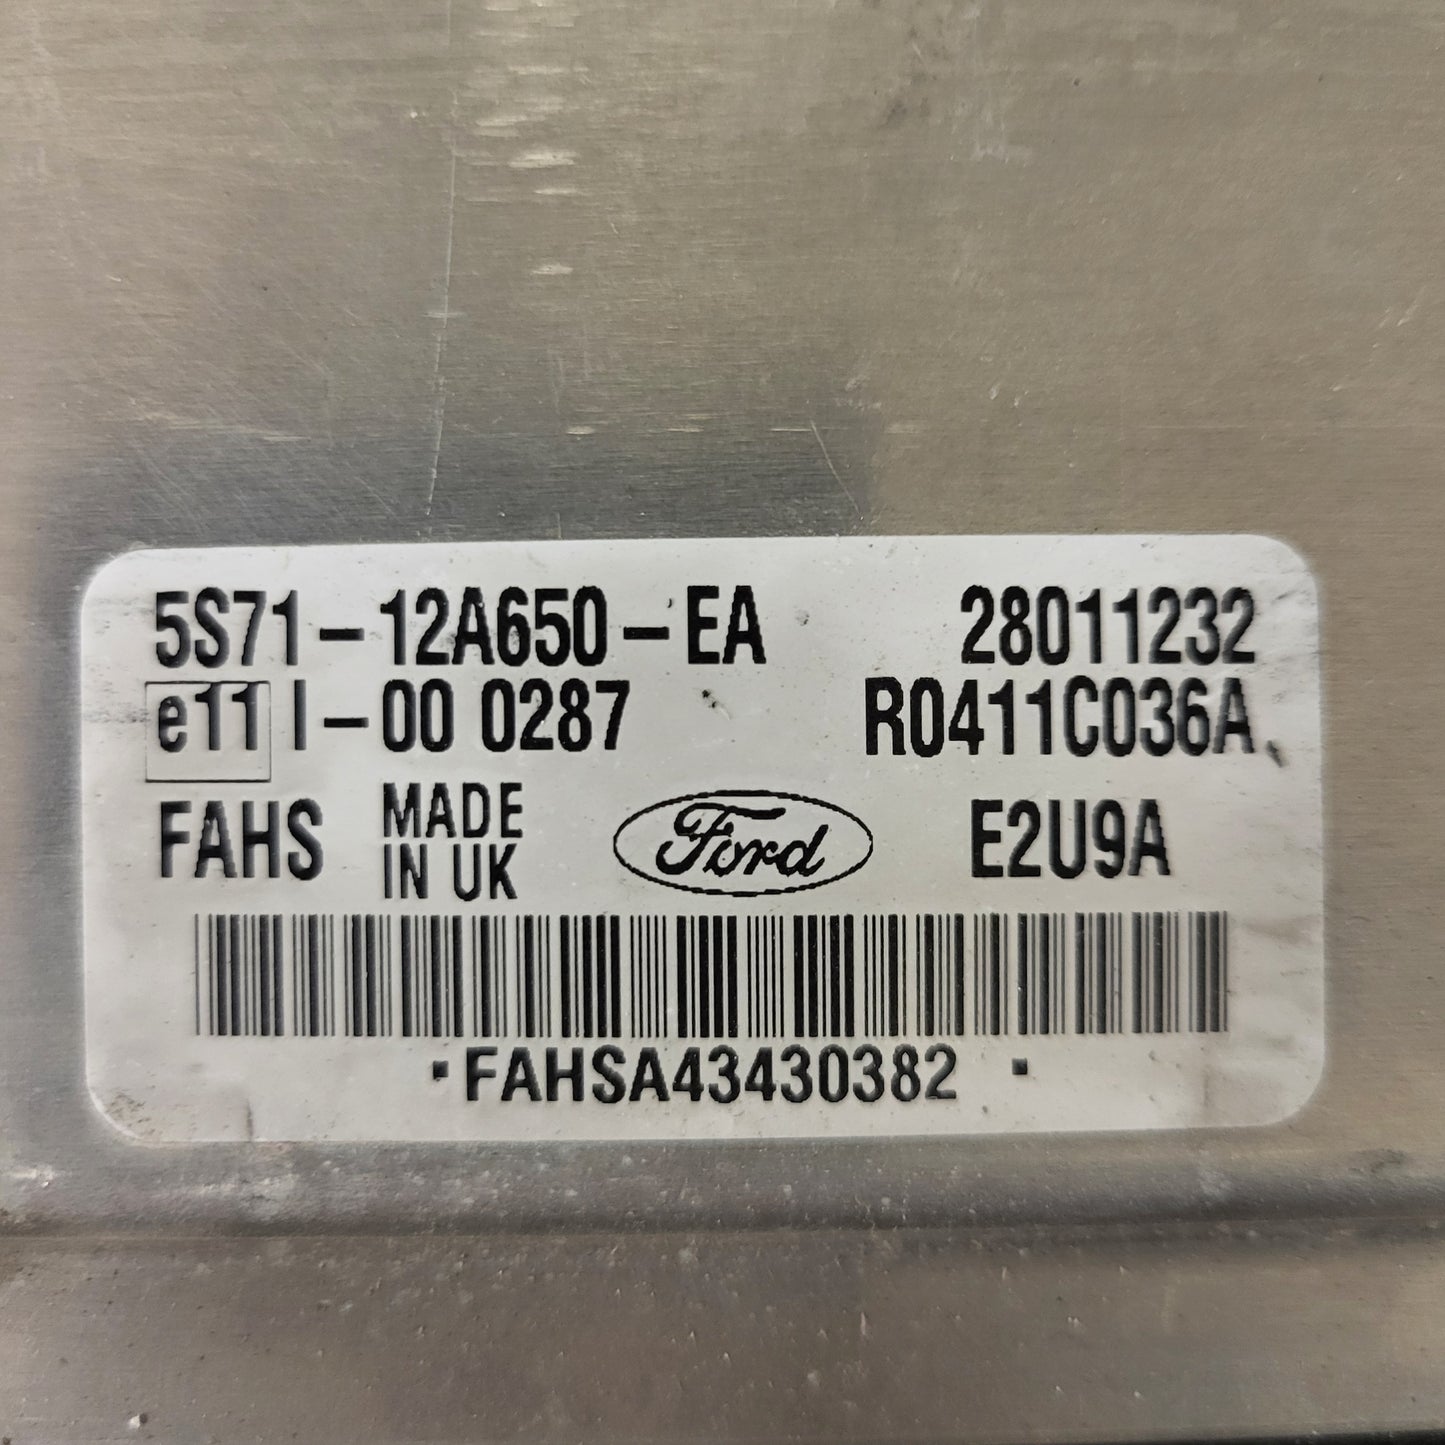 5S71-12A650-EA 28011232
e11 I-00 0287 R0411C036A
FAHS MADE IN UK Ford E2U9A
·FAHSA43430382 ·